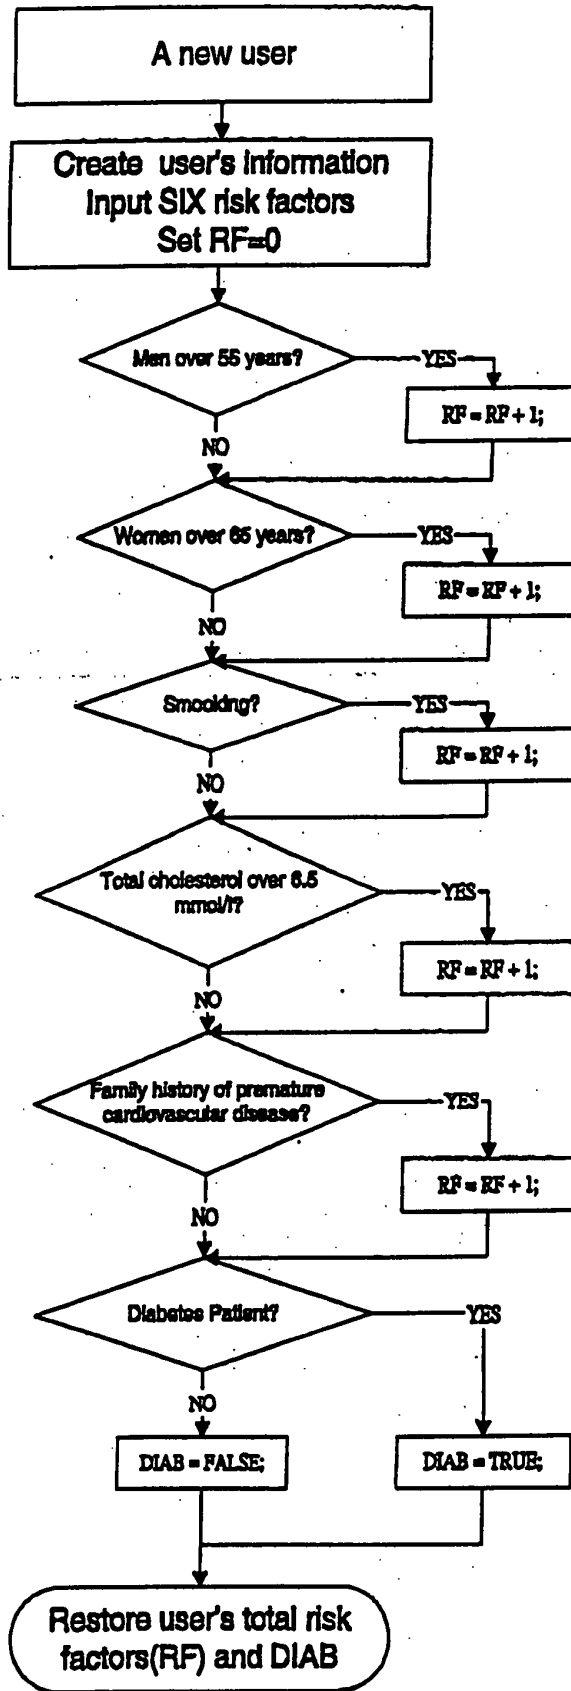 A new user
Create user's information
Input SIX risk factors
Set RF=0
Men over 55 years?
YES
RF = RF + 1;
NO
Women over 65 years?
YES
RF = RF + 1;
NO
Smooking?
YES
RF = RF + 1;
NO
Total cholesterol over 6.5
mmol/l?
YES
RF = RF + 1;
NO
Family history of premature
cardiovascular disease?
YES
RF = RF + 1;
NO
Diabetes Patient?
YES
NO
DIAB = FALSE;
DIAB = TRUE;
Restore user's total risk
factors(RF) and DIAB